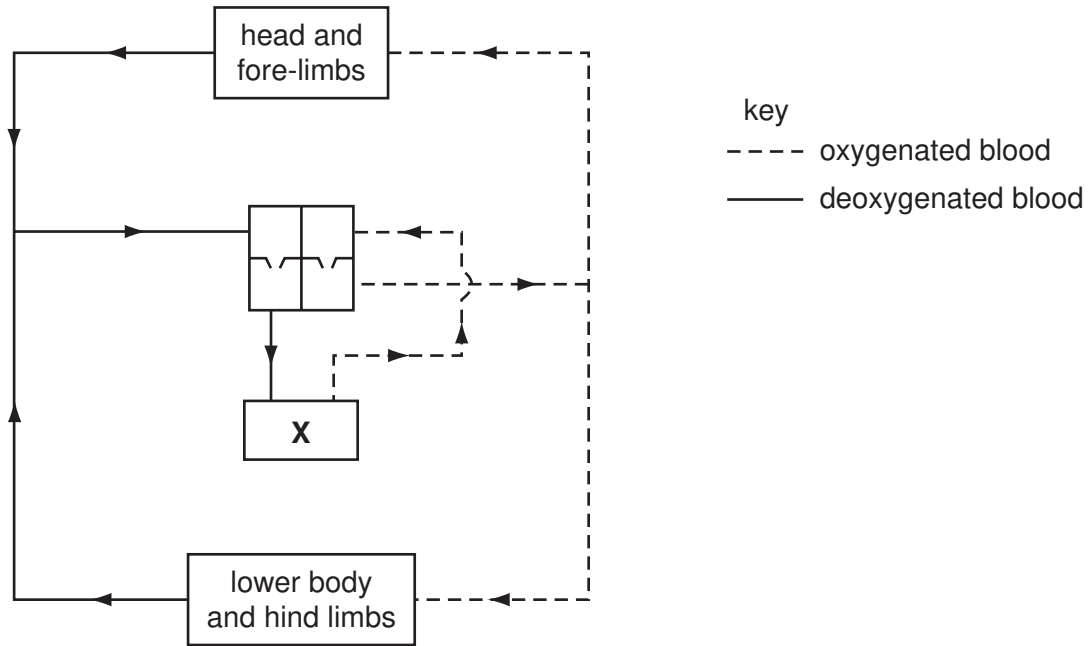 head and
fore-limbs
key
oxygenated blood
deoxygenated blood
X
lower body
and hind limbs